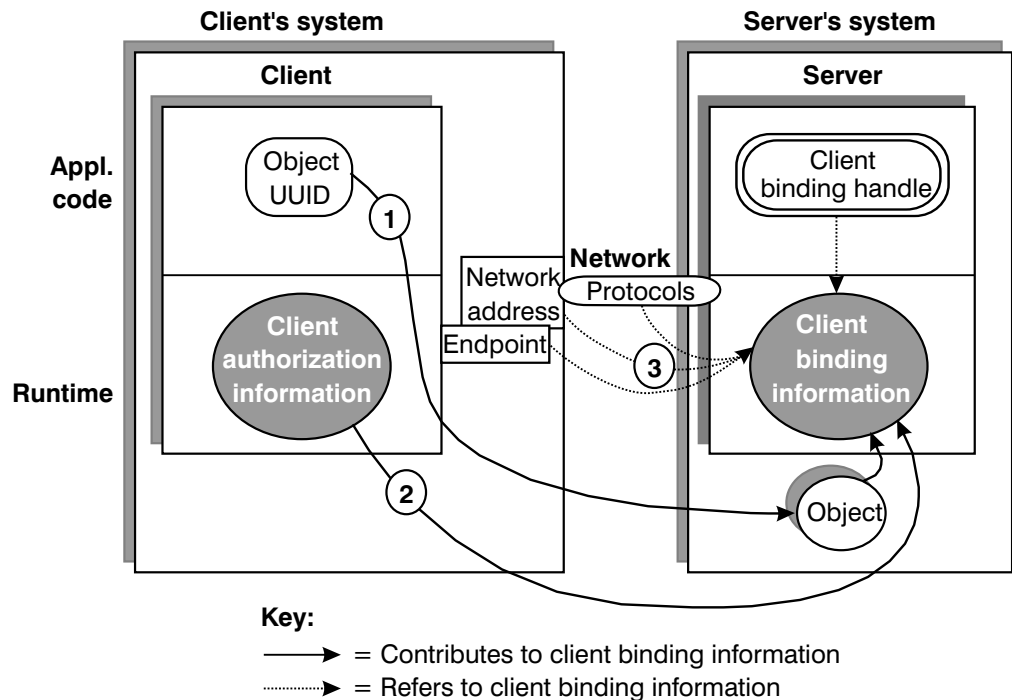 Client's system
Server's system
Client
Server
Appl.
code
Object
UUID
1
Client
binding handle
Network
Network
address
Protocols
Endpoint
3
Runtime
Client
authorization
information
Client
binding
information
2
Object
Key:
= Contributes to client binding information
= Refers to client binding information